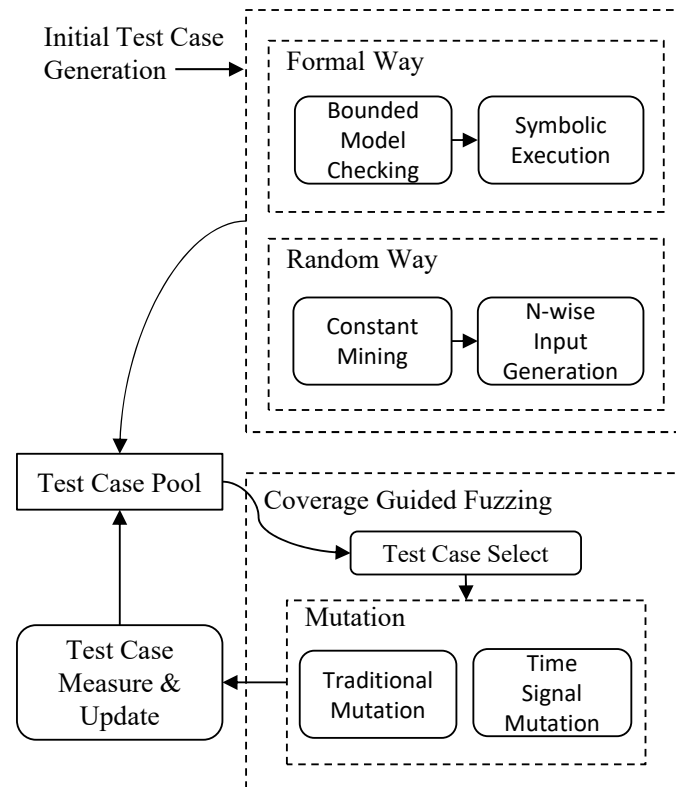 Initial Test Case
Generation
Formal Way
Bounded
Model
Checking
Symbolic
Execution
Random Way
Constant
Mining
N-wise
Input
Generation
Test Case Pool
Coverage Guided Fuzzing
Test Case Select
Mutation
Traditional
Mutation
Time
Signal
Mutation
Test Case
Measure &
Update